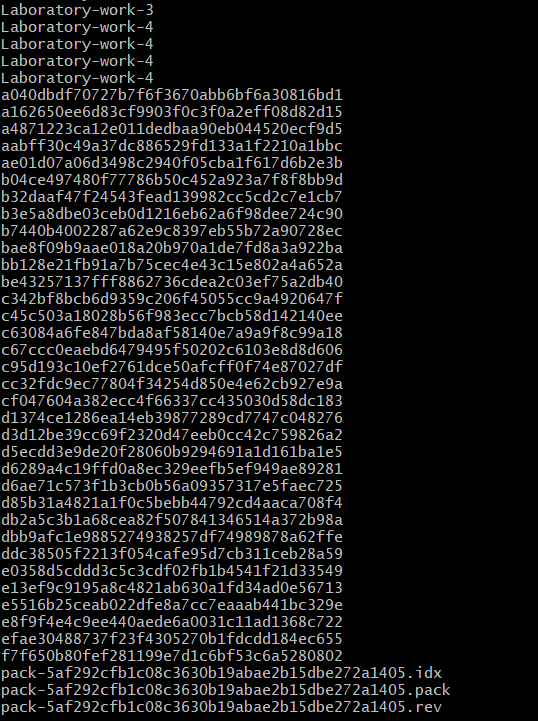 Laboratory-work-3
Laboratory-work-4
Laboratory-work-4
Laboratory-work-4
Laboratory-work-4
a040dbdf70727b7f6f3670abb6bf6a30816bd1
a162650ee6d83cf9903f0c3f0a2eff08d82d15
a4871223ca12e011dedbaa90eb044520ecf9d5
aabff30c49a37dc886529fd133a1f2210a1bbc
ae01d07a06d3498c2940f05cba1f617d6b2e3b
b04ce497480f77786b50c452a923a7f8f8bb9d
b32daaf47f24543fead139982cc5cd2c7e1cb7
b3e5a8dbe03ceb0d1216eb62a6f98dee724c90
b7440b4002287a62e9c8397eb55b72a90728ec
bae8f09b9aae018a20b970a1de7fd8a3a922ba
bb128e21fb91a7b75cec4e43c15e802a4a652a
be43257137fff8862736cdea2c03ef75a2db40
c342bf8bcb6d9359c206f45055cc9a4920647f
c45c503a18028b56f983ecc7bcb58d142140ee
c63084a6fe847bda8af58140e7a9a9f8c99a18
c67ccc0eaebd6479495f50202c6103e8d8d606
c95d193c10ef2761dce50afcff0f74e87027df
cc32fdc9ec77804f34254d850e4e62cb927e9a
cf047604a382ecc4f66337cc435030d58dc183
d1374ce1286ea14eb39877289cd7747c048276
d3d12be39cc69f2320d47eeb0cc42c759826a2
d5ecdd3e9de20f28060b9294691a1d161ba1e5
d6289a4c19ffd0a8ec329eefb5ef949ae89281
d6ae71c573f1b3cb0b56a09357317e5faec725
d85b31a4821a1f0c5bebb44792cd4aaca708f4
db2a5c3b1a68cea82f507841346514a372b98a
dbb9afc1e9885274938257df74989878a62ffe
ddc38505f2213f054cafe95d7cb311ceb28a59
e0358d5cddd3c5c3cdf02fb1b4541f21d33549
e13ef9c9195a8c4821ab630a1fd34ad0e56713
e5516b25ceab022dfe8a7cc7eaaab441bc329e
e8f9f4e4c9ee440aede6a0031c11ad1368c722
efae30488737f23f4305270b1fdcdd184ec655
f7f650b80fef281199e7d1c6bf53c6a5280802
pack-5af292cfb1c08c3630b19abae2b15dbe272a1405.idx
pack-5af292cfb1c08c3630b19abae2b15dbe272a1405.pack
pack-5af292cfb1c08c3630b19abae2b15dbe272a1405.rev